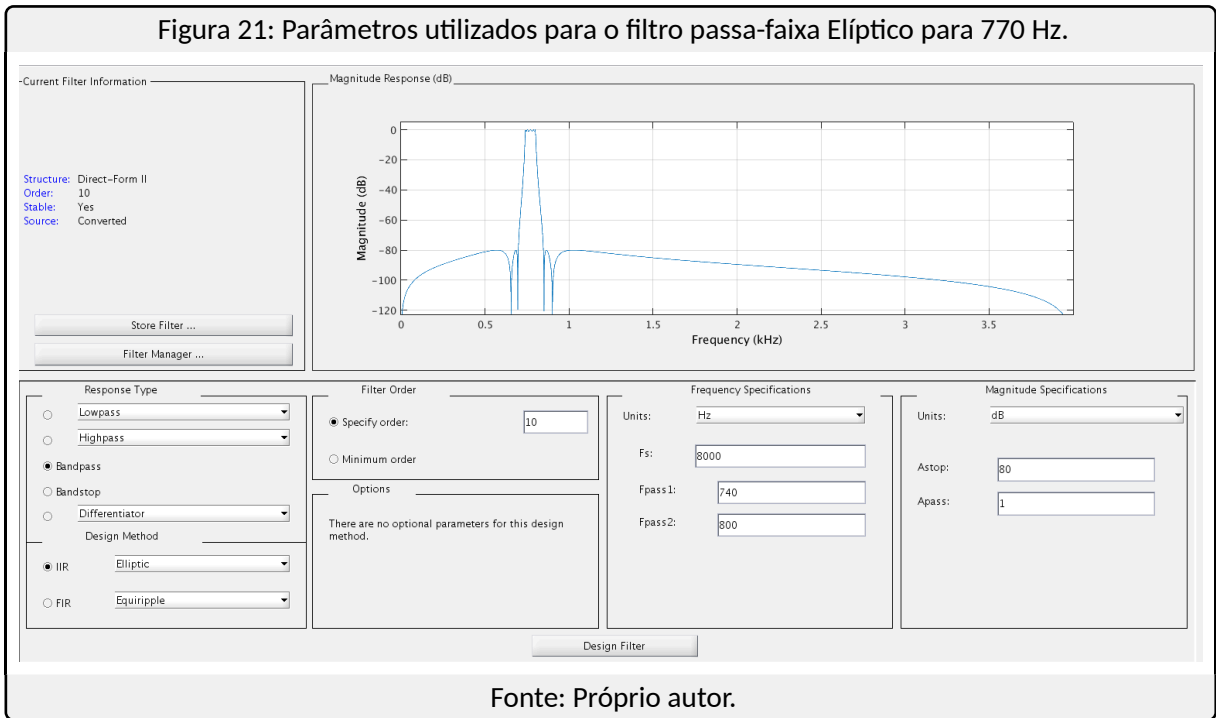 Figura 21: Parâmetros utilizados para o filtro passa-faixa Elíptico para 770 Hz.
Current Filter Information
Structure: Direct-Form II
Order: 10
Stable: Yes
Source: Converted
Store Filter ...
Filter Manager ...
Magnitude Response (dB)
Magnitude (dB)
0
-20
-40
-60
-80
-100
-120
0 0.5 1 1.5 2 2.5 3 3.5
Frequency (kHz)
Response Type
Lowpass
Highpass
Bandpass
Bandstop
Differentiator
Design Method
IIR Elliptic
FIR Equiripple
Filter Order
Specify order: 10
Minimum order
Options
There are no optional parameters for this design
method.
Frequency Specifications
Units: Hz
Fs: 8000
Fpass1: 740
Fpass2: 800
Magnitude Specifications
Units: dB
Astop: 80
Apass: 1
Design Filter
Fonte: Próprio autor.